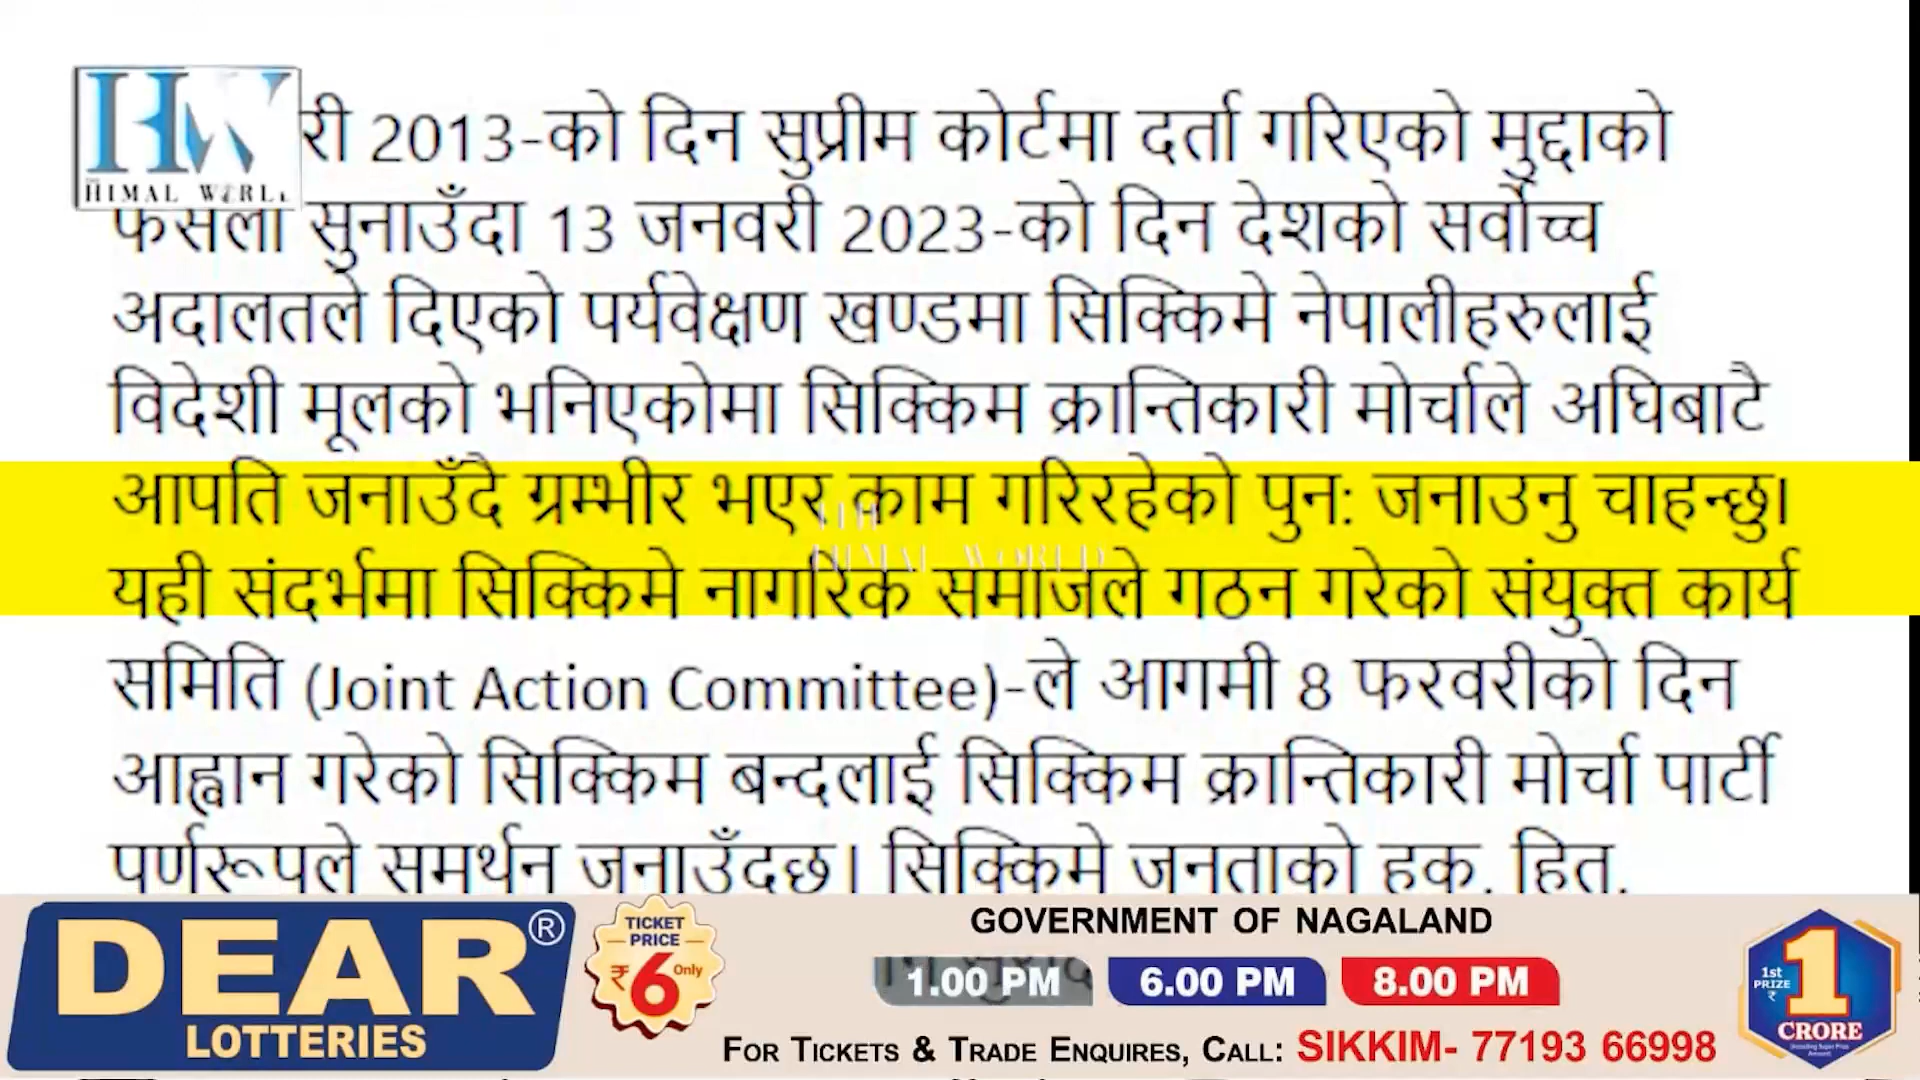 HIMAL WORLD
री 2013-को दिन सुप्रीम कोर्टमा दर्ता गरिएको मुद्दाको
फसला सुनाउँदा 13 जनवरी 2023-को दिन देशको सर्वोच्च
अदालतले दिएको पर्यवेक्षण खण्डमा सिक्किमे नेपालीहरुलाई
विदेशी मूलको भनिएकोमा सिक्किम क्रान्तिकारी मोर्चाले अघिबाटै
आपति जनाउँदै ग्रम्भीर भएर काम गरिरहेको पुन: जनाउनु चाहन्छु।
HIMAL WORLD
यही संदर्भमा सिक्किमे नागरिक समाजले गठन गरेको संयुक्त कार्य
समिति (Joint Action Committee)-ले आगमी 8 फरवरीको दिन
आह्वान गरेको सिक्किम बन्दलाई सिक्किम क्रान्तिकारी मोर्चा पार्टी
पर्णरूपले समर्थन जनाउँदछ। सिक्किमे जनताको हक, हित,
DEAR®
LOTTERIES
TICKET
PRICE
₹6 Only
GOVERNMENT OF NAGALAND
1.00 PM 6.00 PM 8.00 PM
FOR TICKETS & TRADE ENQUIRES, CALL: SIKKIM- 77193 66998
1st
PRIZE
₹
1
CRORE